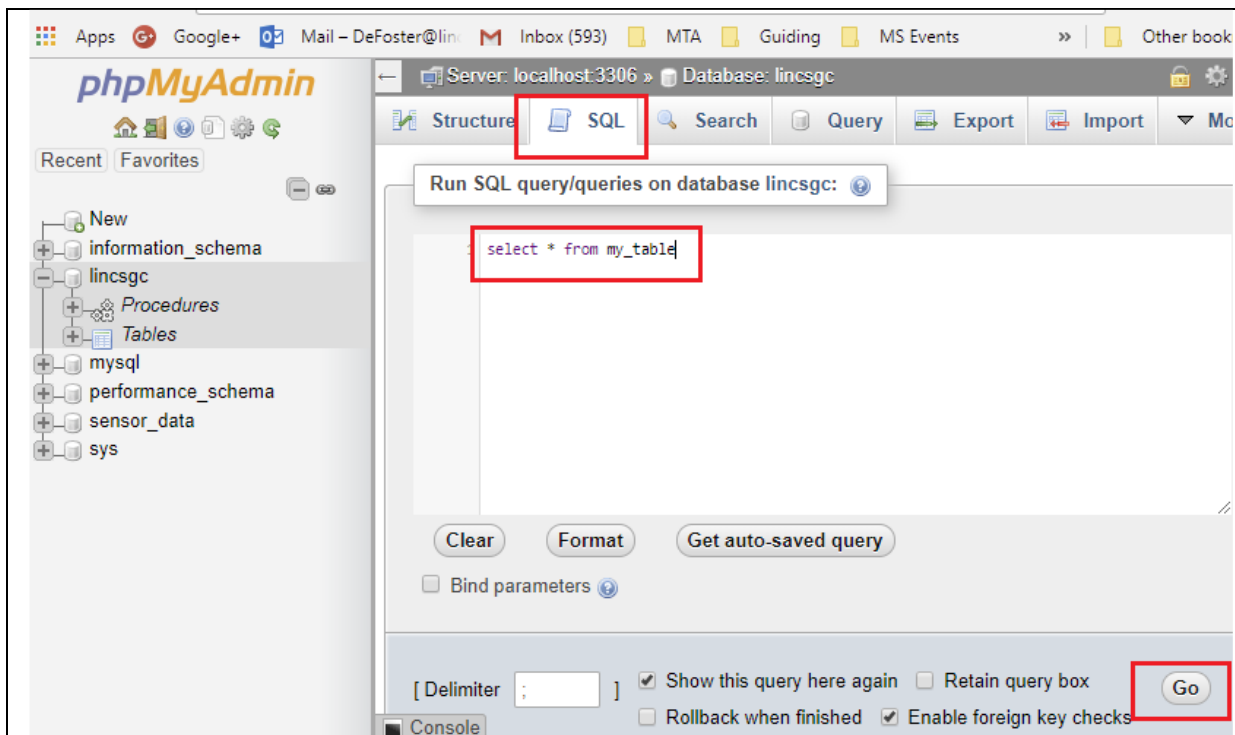 Apps Google+ Mail – DeFoster@lin Inbox (593) MTA Guiding MS Events » Other book
phpMyAdmin
Recent Favorites
New
information_schema
lincsgc
Procedures
Tables
mysql
performance_schema
sensor_data
sys
Server: localhost:3306 » Database: lincsgc
Structure SQL Search Query Export Import Mo
Run SQL query/queries on database lincsgc:
1 select * from my_table
Clear Format Get auto-saved query
Bind parameters
[ Delimiter ; ] Show this query here again Retain query box Go
Rollback when finished Enable foreign key checks
Console